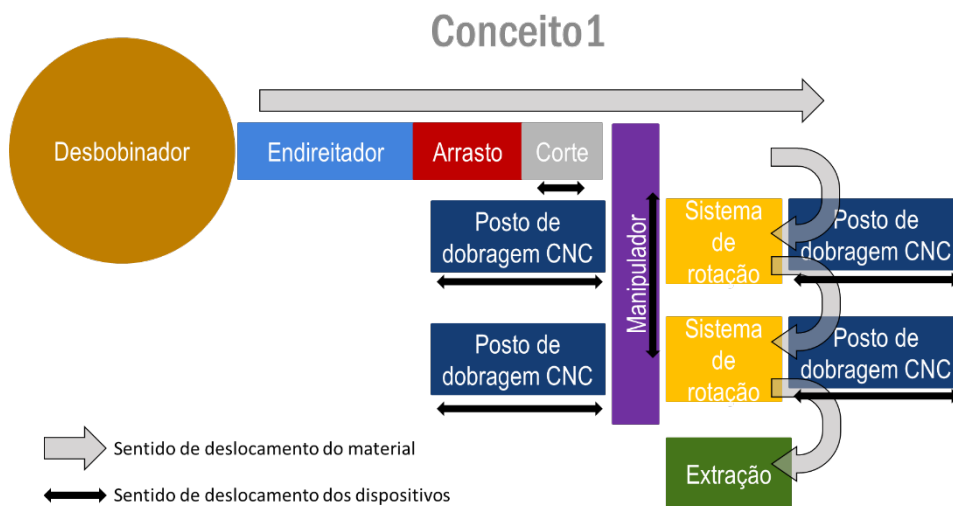 Conceito1
Desbobinador
Endireitador
Arrasto
Corte
Manipulador
Posto de
dobragem CNC
Sistema
de
rotação
Posto de
dobragem CNC
Posto de
dobragem CNC
Sistema
de
rotação
Posto de
dobragem CNC
Extração
Sentido de deslocamento do material
Sentido de deslocamento dos dispositivos